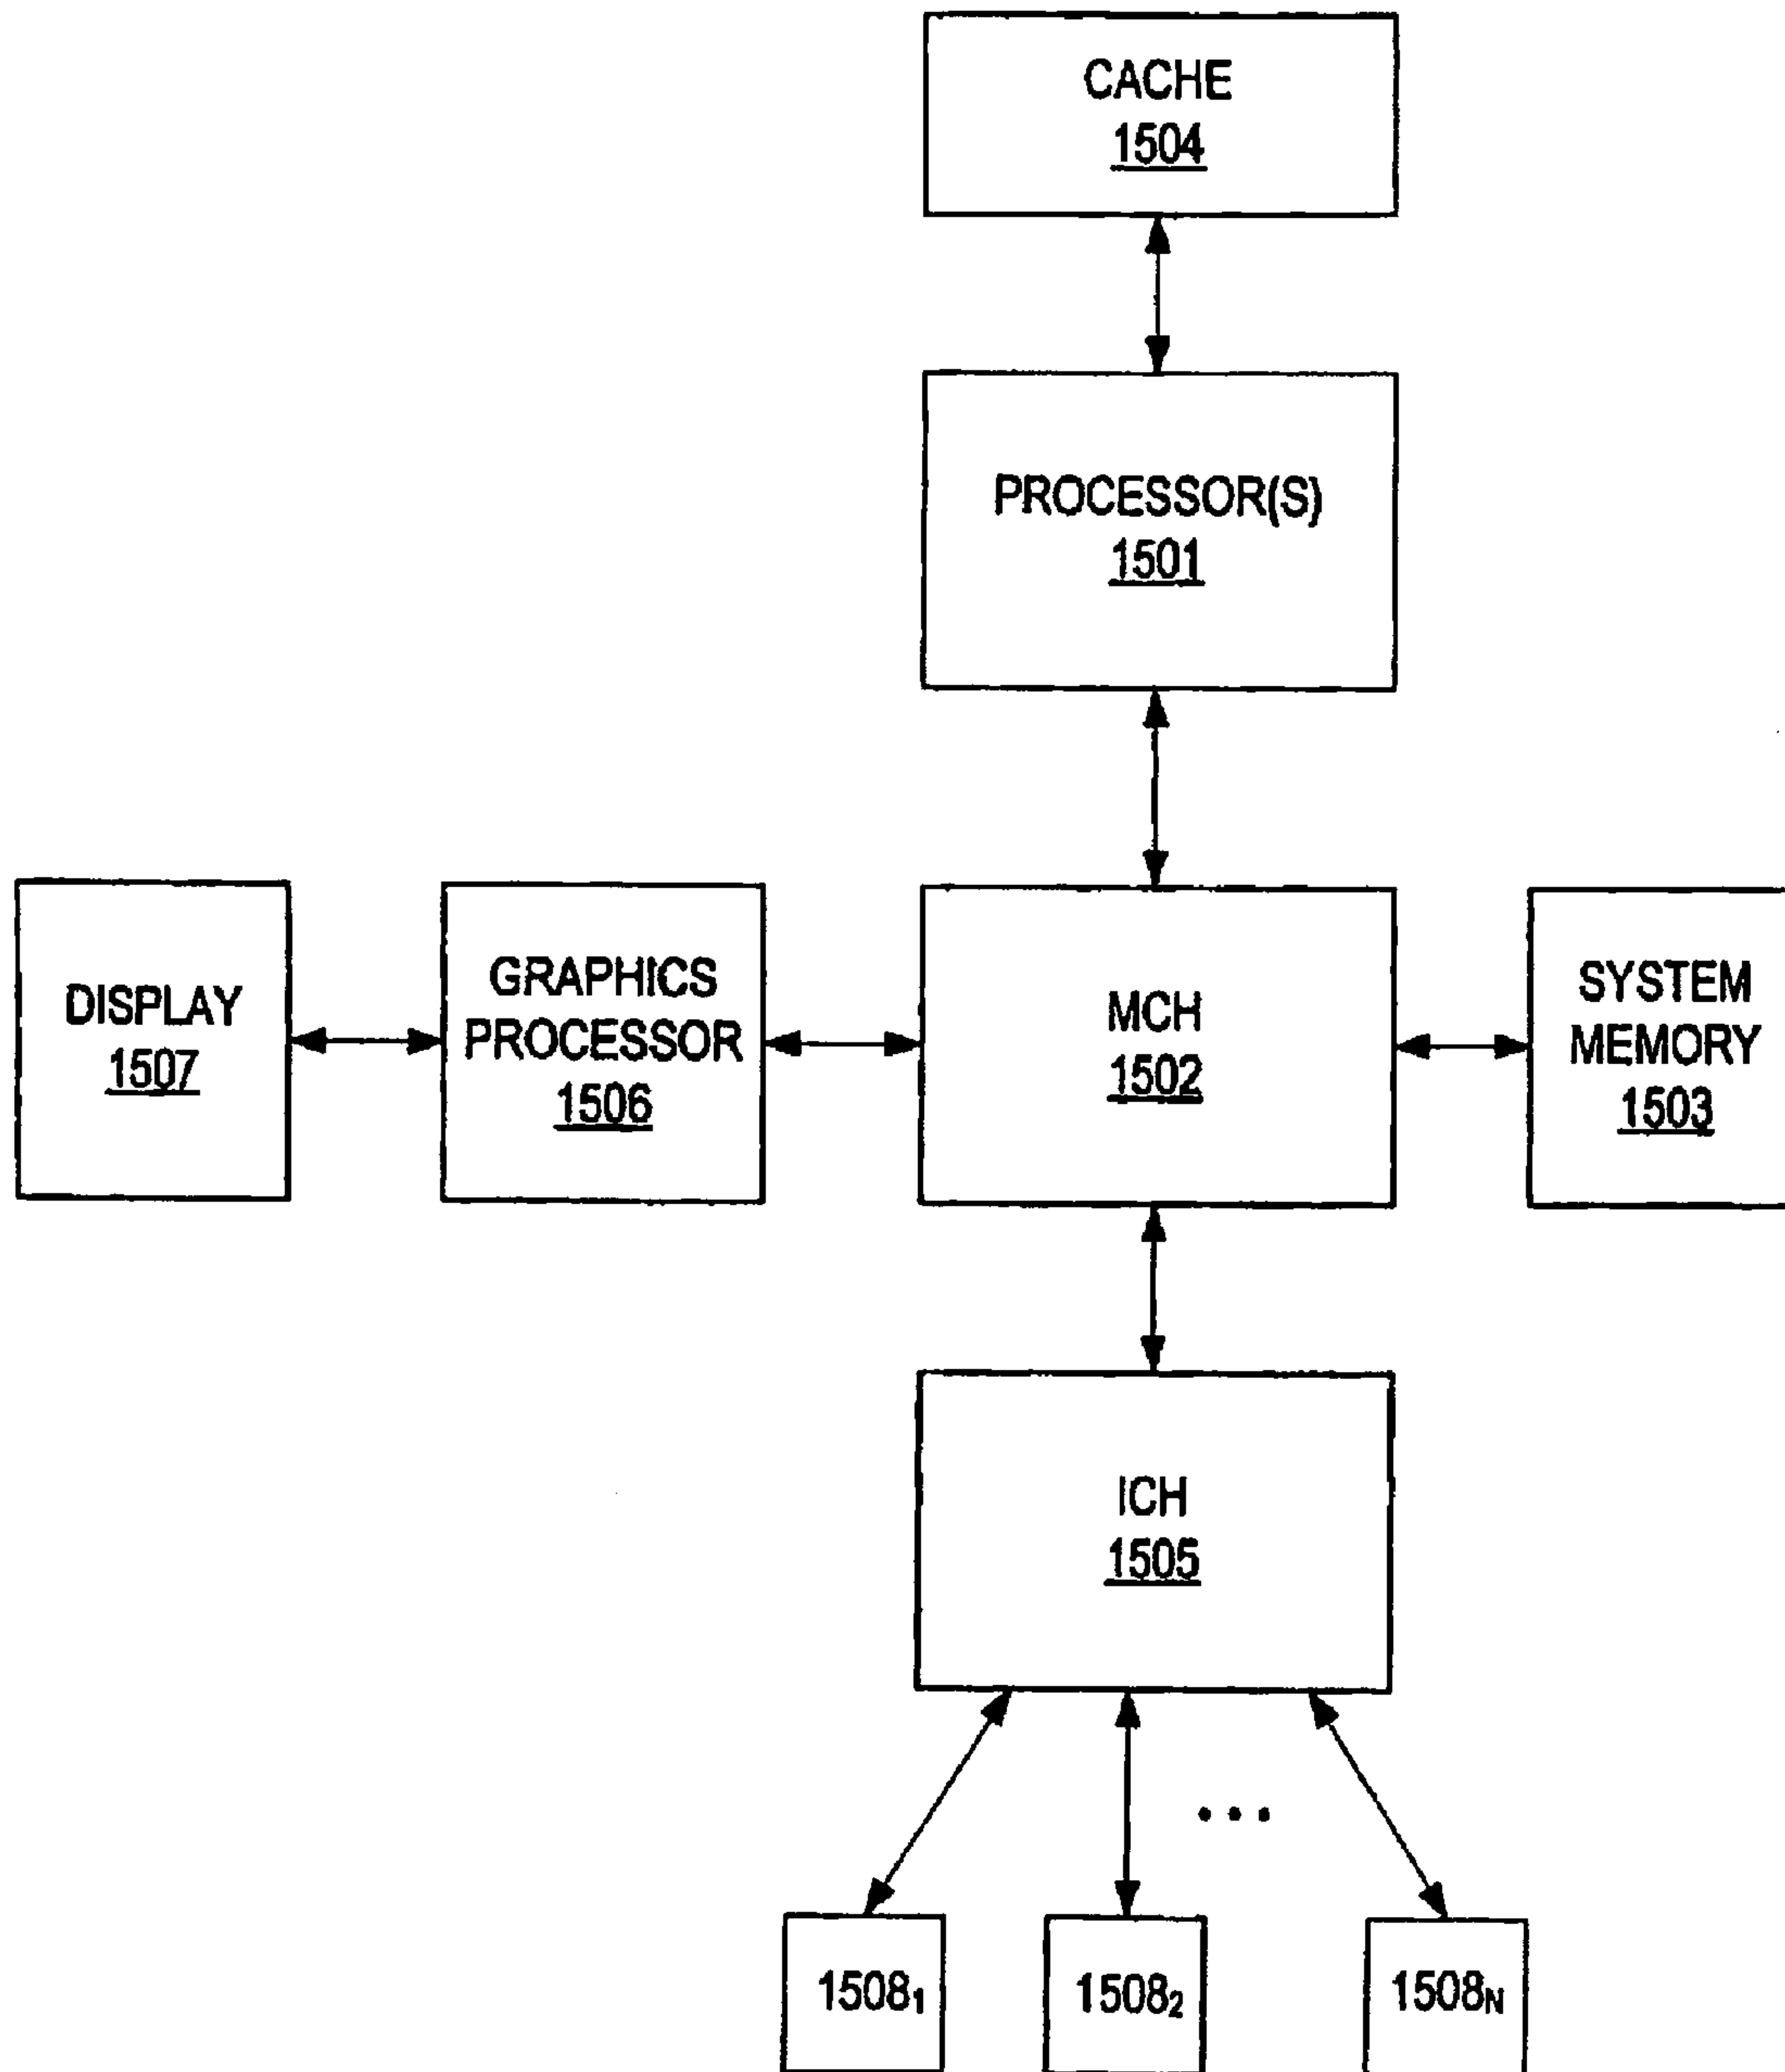 CACHE
1504
PROCESSOR(S)
1501
DISPLAY
1507
GRAPHICS
PROCESSOR
1506
MCH
1502
SYSTEM
MEMORY
1503
ICH
1505
...
1508₁
1508₂
1508N